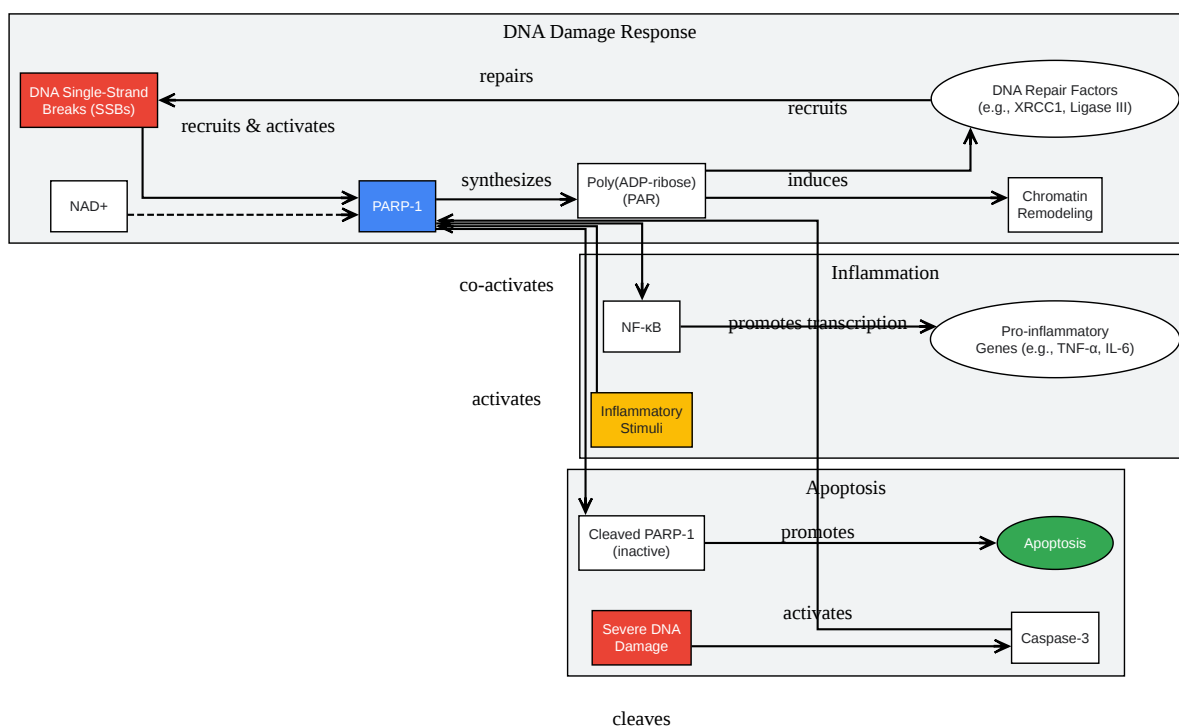 DNA Damage Response
repairs
DNA Single-Strand
Breaks (SSBs)
DNA Repair Factors
(e.g., XRCC1, Ligase III)
recruits
recruits & activates
NAD+
PARP-1
synthesizes
Poly(ADP-ribose)
(PAR)
induces
Chromatin
Remodeling
Inflammation
co-activates
NF-κB
promotes transcription
Pro-inflammatory
Genes (e.g., TNF-α, IL-6)
activates
Inflammatory
Stimuli
Apoptosis
Cleaved PARP-1
(inactive)
promotes
Apoptosis
activates
Severe DNA
Damage
Caspase-3
cleaves